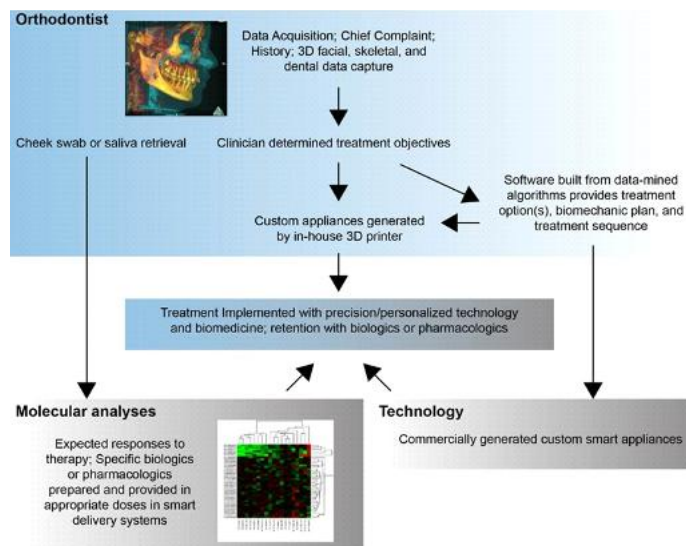 Orthodontist
Data Acquisition; Chief Complaint;
History; 3D facial, skeletal, and
dental data capture
Cheek swab or saliva retrieval
Clinician determined treatment objectives
Software built from data-mined
algorithms provides treatment
option(s), biomechanic plan, and
treatment sequence
Custom appliances generated
by in-house 3D printer
Treatment Implemented with precision/personalized technology
and biomedicine; retention with biologics or pharmacologics
Molecular analyses
Expected responses to
therapy; Specific biologics
or pharmacologics
prepared and provided in
appropriate doses in smart
delivery systems
Technology
Commercially generated custom smart appliances